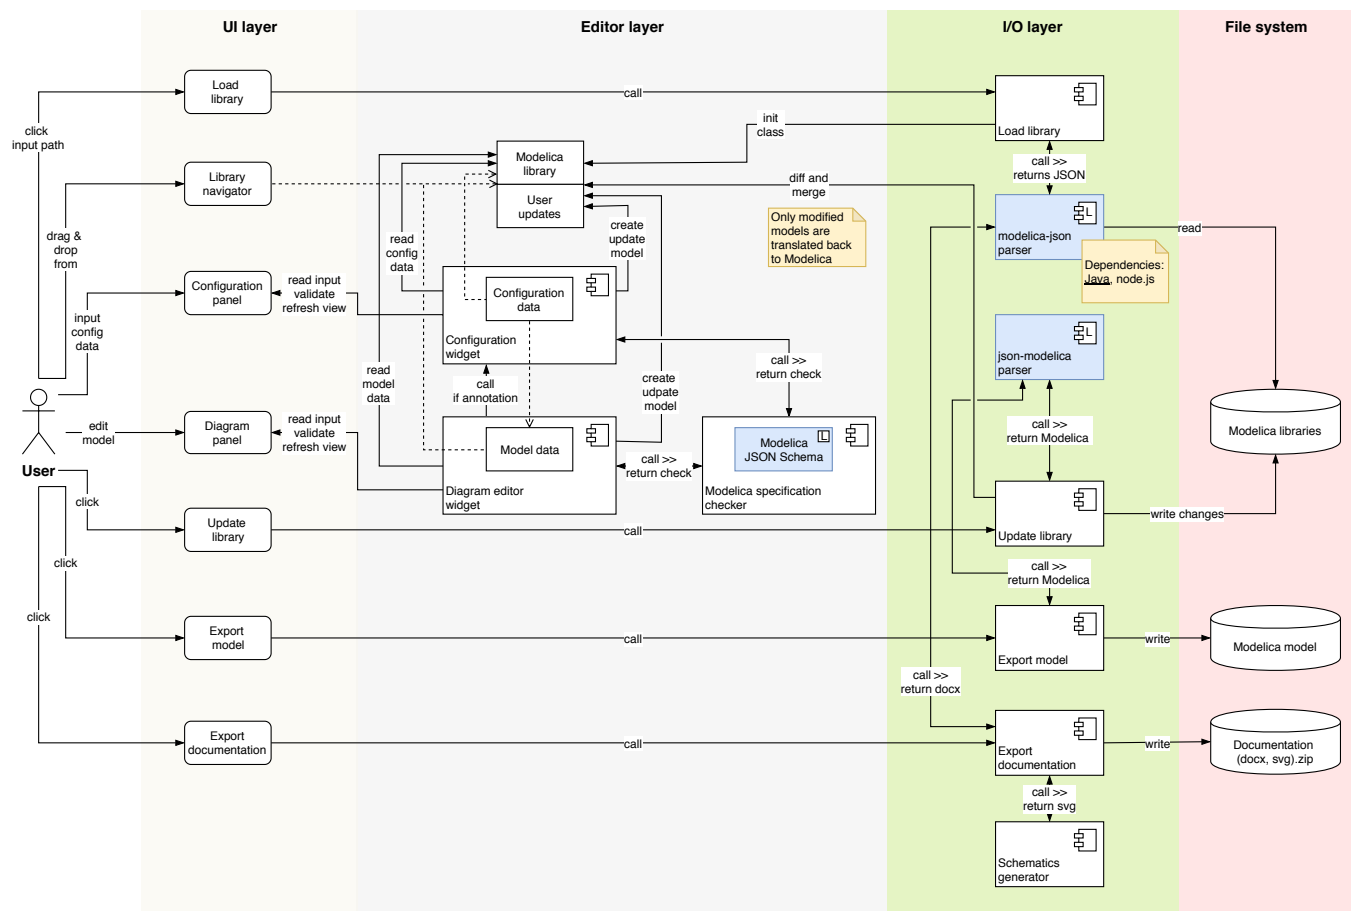 UI layer
Editor layer
I/O layer
File system
Load
library
call
Load library
click
input path
init
class
Modelica
library
User
updates
call >>
returns JSON
Library
navigator
diff and
merge
L
modelica-json
parser
read
Only modified
models are
translated back
to Modelica
drag &
drop
from
read
config
data
create
update
model
Dependencies:
Java, node.js
Configuration
panel
read input
validate
refresh view
Configuration
data
Configuration
widget
input
config
data
L
json-modelica
parser
call >>
return check
read
model
data
call
if annotation
create
udpate
model
Modelica libraries
edit
model
Diagram
panel
read input
validate
refresh view
Model data
Diagram editor
widget
call >>
return check
Modelica
JSON Schema
L
Modelica specification
checker
call >>
return Modelica
User
click
Update
library
call
Update library
write changes
click
call >>
return Modelica
click
Export
model
call
Export model
write
Modelica model
call >>
return docx
Export
documentation
call
Export
documentation
write
Documentation
(docx, svg).zip
call >>
return svg
Schematics
generator